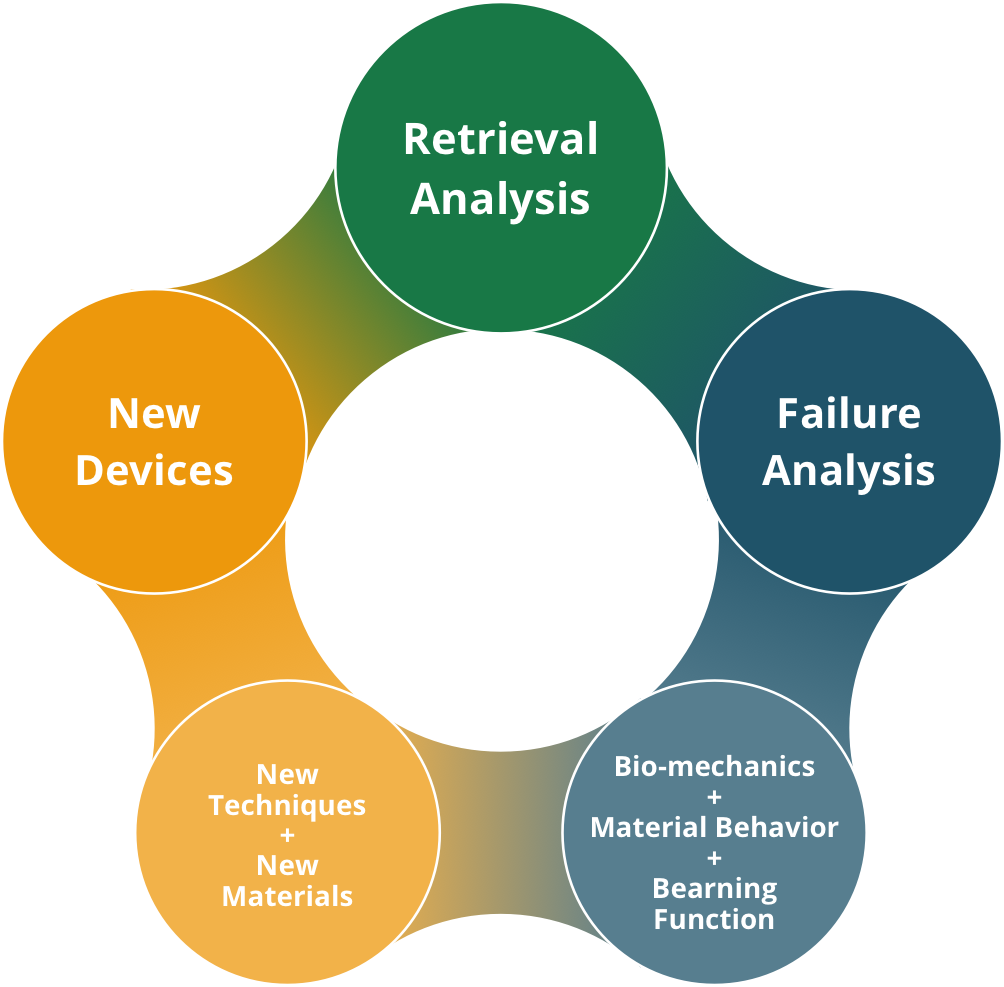 Retrieval
Analysis
New
Devices
Failure
Analysis
New
Techniques
+
New
Materials
Bio-mechanics
+
Material Behavior
+
Bearning
Function